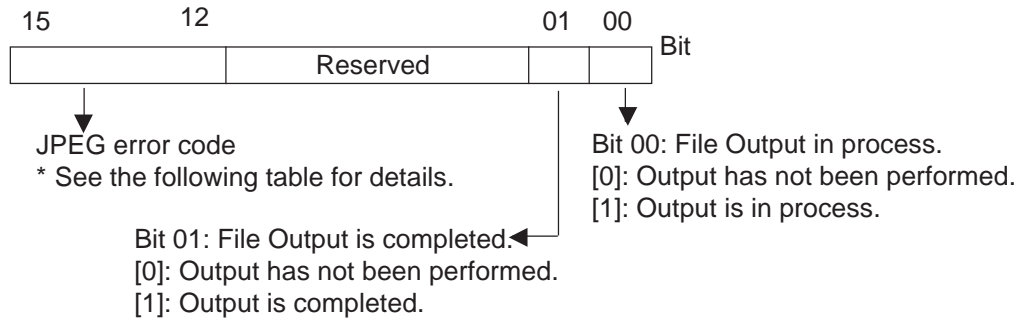 15 12 01 00
Bit
Reserved
JPEG error code
* See the following table for details.
Bit 00: File Output in process.
[0]: Output has not been performed.
[1]: Output is in process.
Bit 01: File Output is completed.
[0]: Output has not been performed.
[1]: Output is completed.